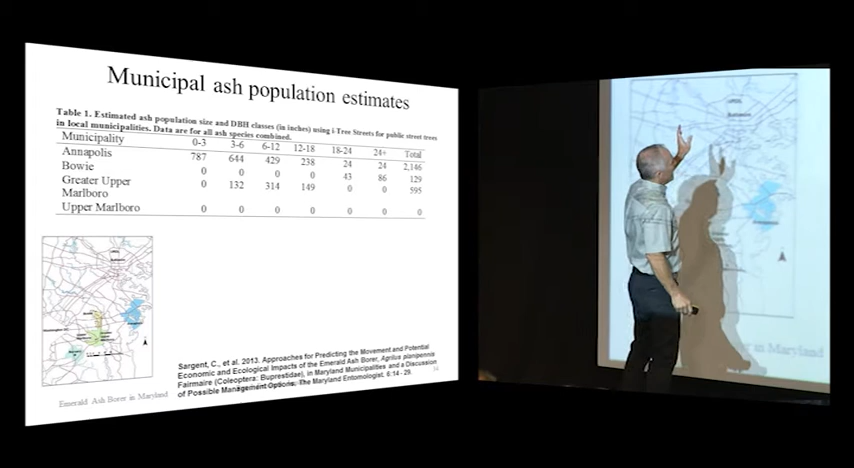 Municipal ash population estimates
Table 1. Estimated ash population size and DBH classes (in inches) using i-Tree Streets for public street trees
in local municipalities. Data are for all ash species combined.
Municipality 0-3 3-6 6-12 12-18 18-24 24+ Total
Annapolis 787 644 429 238 24 24 2,146
Bowie 0 0 0 0 43 86 129
Greater Upper 0 132 314 149 0 0 595
Marlboro
Upper Marlboro 0 0 0 0 0 0 0
Sargent, C., et al. 2013. Approaches for Predicting the Movement and Potential
Economic and Ecological Impacts of the Emerald Ash Borer, Agrilus planipennis
Fairmaire (Coleoptera: Buprestidae), in Maryland Municipalities and a Discussion
of Possible Management Options. The Maryland Entomologist. 6:14 - 29.
Emerald Ash Borer in Maryland
er in Maryland